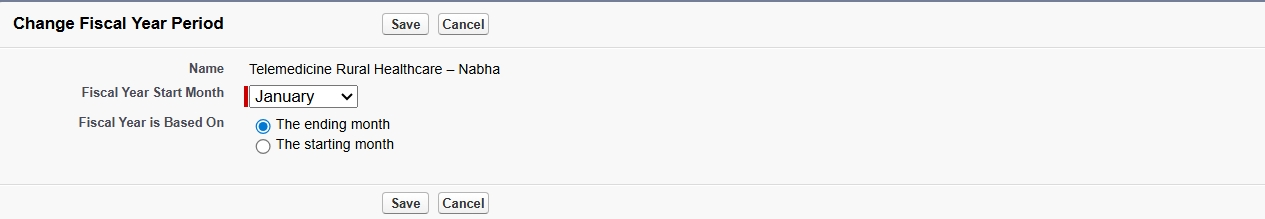 Change Fiscal Year Period Save Cancel
Name Telemedicine Rural Healthcare – Nabha
Fiscal Year Start Month January
Fiscal Year is Based On The ending month
The starting month
Save Cancel